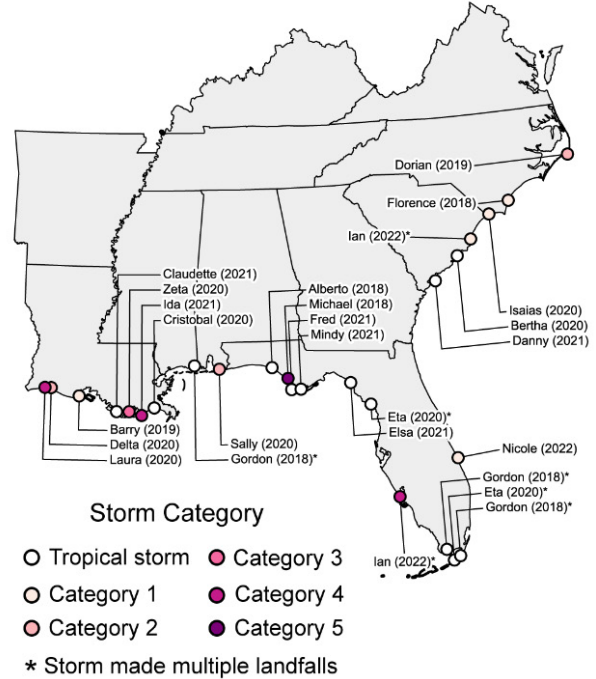 Dorian (2019)
Florence (2018)
Ian (2022)*
Claudette (2021)
Zeta (2020)
Ida (2021)
Cristobal (2020)
Alberto (2018)
Michael (2018)
Fred (2021)
Mindy (2021)
Isaias (2020)
Bertha (2020)
Danny (2021)
Barry (2019)
Delta (2020)
Laura (2020)
Sally (2020)
Gordon (2018)*
Eta (2020)*
Elsa (2021)
Nicole (2022)
Gordon (2018)*
Eta (2020)*
Gordon (2018)*
Ian (2022)*
Storm Category
Tropical storm
Category 1
Category 2
Category 3
Category 4
Category 5
* Storm made multiple landfalls